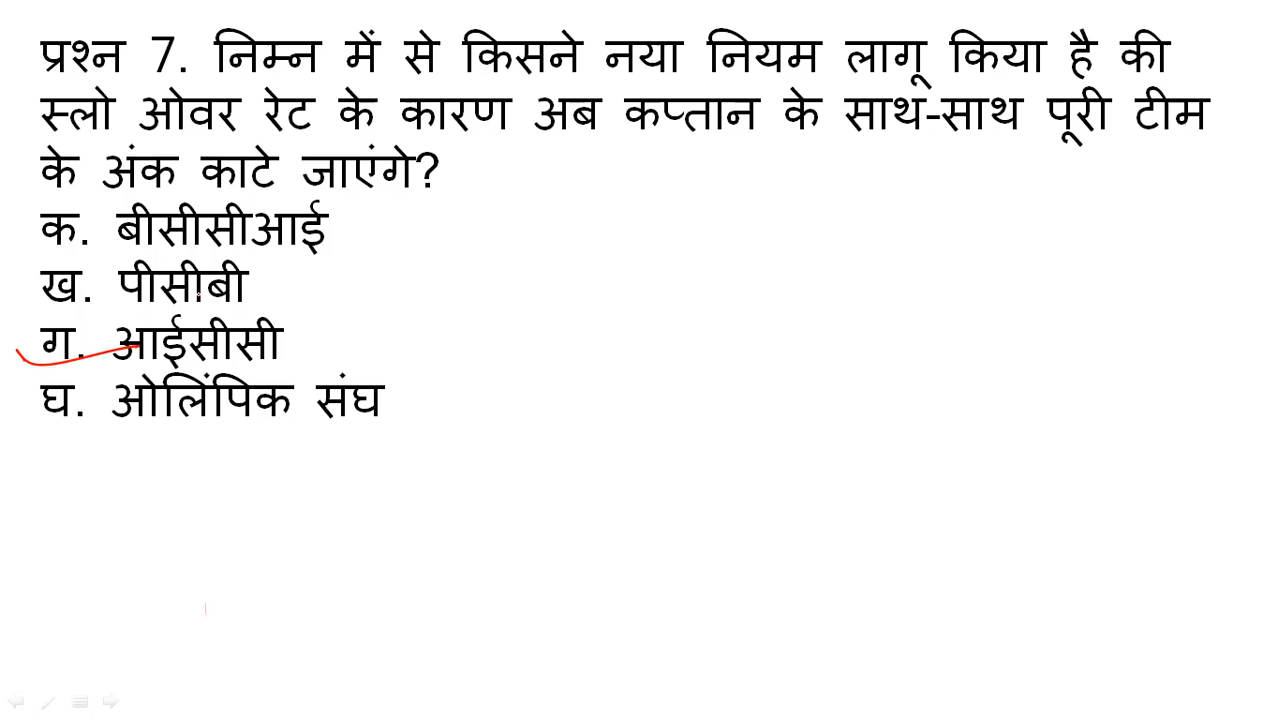 प्रश्न 7. निम्न में से किसने नया नियम लागू किया है की
स्लो ओवर रेट के कारण अब कप्तान के साथ-साथ पूरी टीम
के अंक काटे जाएंगे?
क. बीसीसीआई
ख. पीसीबी
ग. आईसीसी
घ. ओलिंपिक संघ